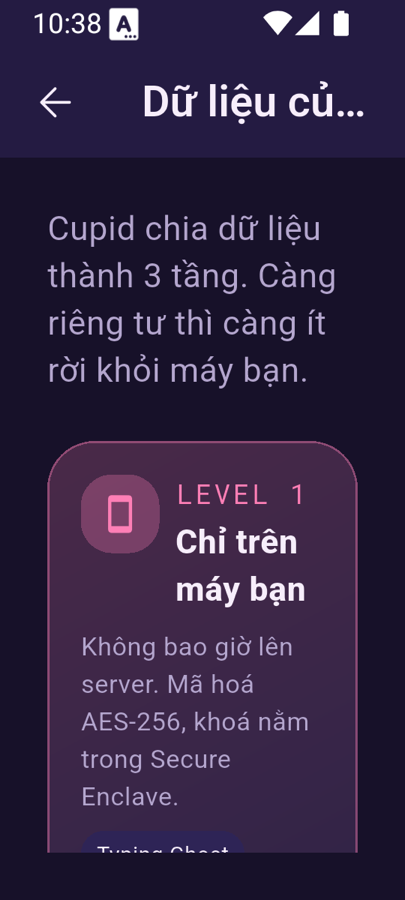 10:38 A
Dữ liệu củ...
Cupid chia dữ liệu
thành 3 tầng. Càng
riêng tư thì càng ít
rời khỏi máy bạn.
LEVEL 1
Chỉ trên
máy bạn
Không bao giờ lên
server. Mã hoá
AES-256, khoá nằm
trong Secure
Enclave.
Typing Ghost